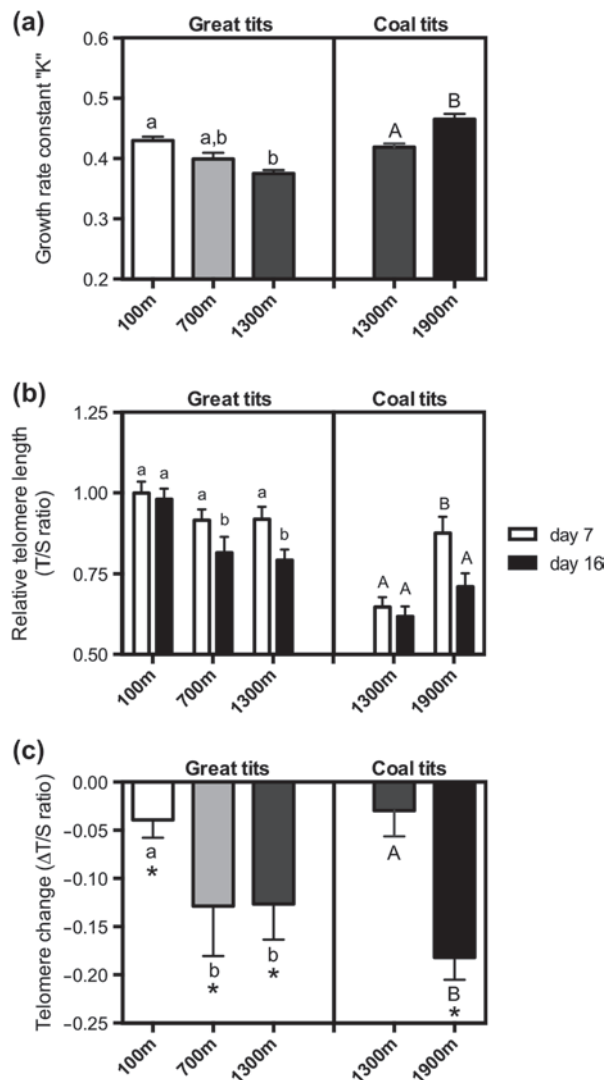 (a)
Great tits Coal tits
Growth rate constant "K"
0.6
0.5
0.4
0.3
0.2
a
a,b
b
A
B
100m 700m 1300m 1300m 1900m
(b)
Great tits Coal tits
Relative telomere length
(T/S ratio)
1.25
1.00
0.75
0.50
a a a b a b A A B A
day 7
day 16
100m 700m 1300m 1300m 1900m
(c)
Great tits Coal tits
Telomere change (ΔT/S ratio)
0.00
−0.05
−0.10
−0.15
−0.20
−0.25
a
*
b
*
b
*
A
B
*
100m 700m 1300m 1300m 1900m